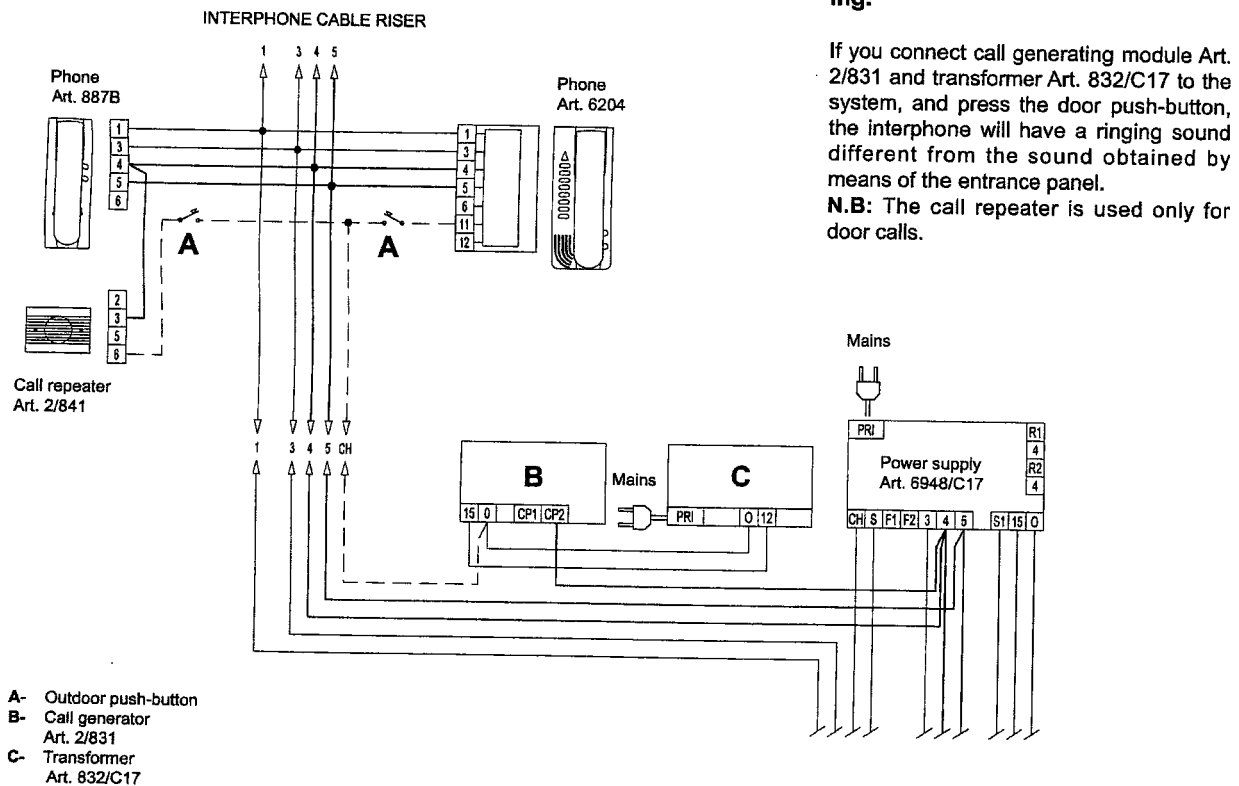 ing.
If you connect call generating module Art.
2/831 and transformer Art. 832/C17 to the
system, and press the door push-button,
the interphone will have a ringing sound
different from the sound obtained by
means of the entrance panel.
N.B: The call repeater is used only for
door calls.
INTERPHONE CABLE RISER
1 3 4 5
Phone
Art. 887B
1
3
4
5
6
Phone
Art. 6204
1
3
4
5
6
11
12
A
A
2
3
5
6
Call repeater
Art. 2/841
1 3 4 5 CH
B
15 0 CP1 CP2
Mains
C
PRI 0 12
Mains
PRI
Power supply
Art. 6948/C17
R1
4
R2
4
CH S F1 F2 3 4 5 S1 15 0
A- Outdoor push-button
B- Call generator
Art. 2/831
C- Transformer
Art. 832/C17